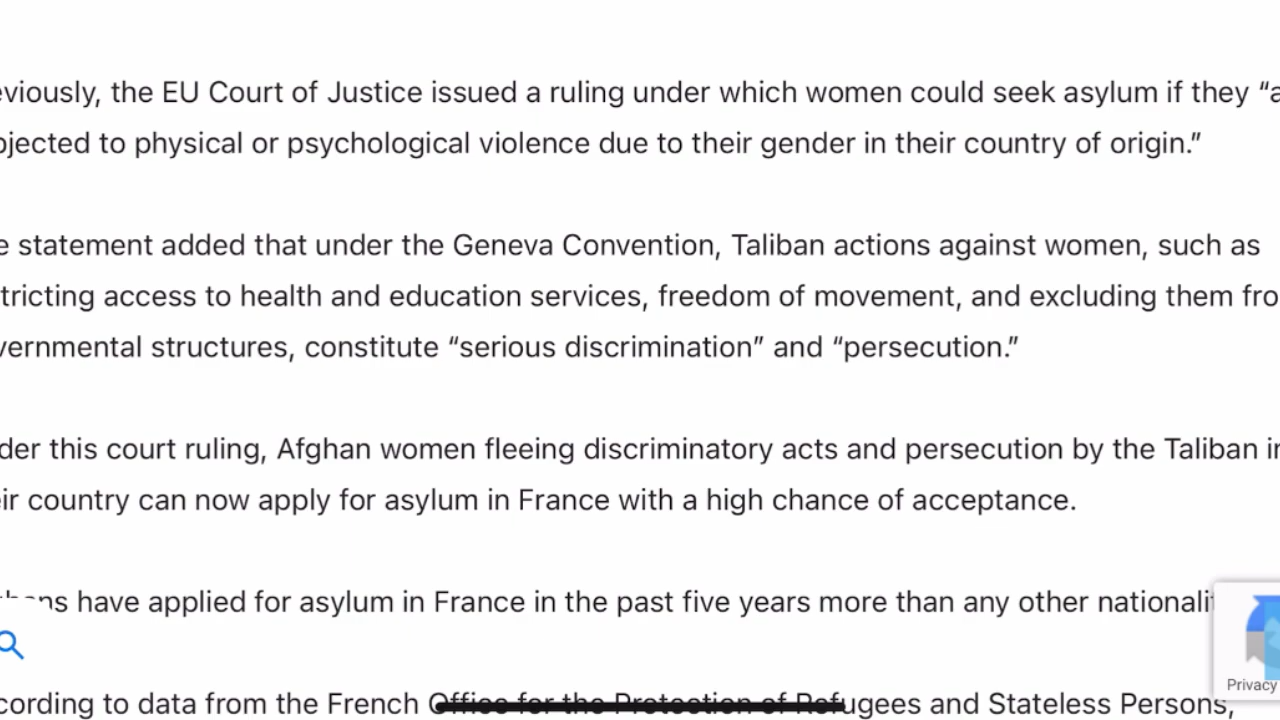 eviously, the EU Court of Justice issued a ruling under which women could seek asylum if they “a
bjected to physical or psychological violence due to their gender in their country of origin.”
e statement added that under the Geneva Convention, Taliban actions against women, such as
tricting access to health and education services, freedom of movement, and excluding them fro
vernmental structures, constitute “serious discrimination” and “persecution.”
der this court ruling, Afghan women fleeing discriminatory acts and persecution by the Taliban in
eir country can now apply for asylum in France with a high chance of acceptance.
hans have applied for asylum in France in the past five years more than any other nationalit
cording to data from the French Office for the Protection of Refugees and Stateless Persons,
Privacy